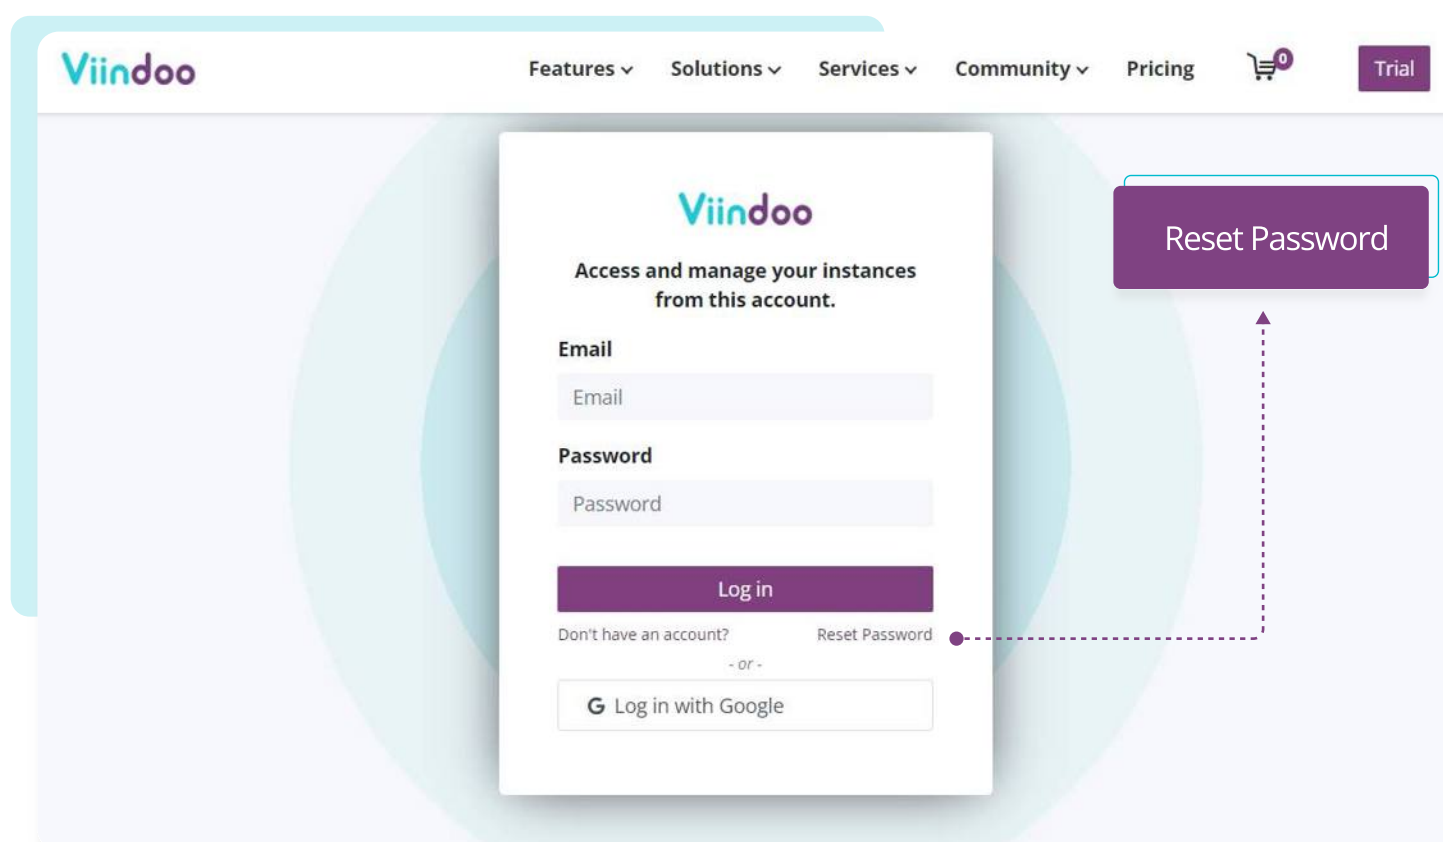 Viindoo
Features Solutions Services Community Pricing 0 Trial
Viindoo
Access and manage your instances
from this account.
Email
Email
Password
Password
Log in
Don't have an account? Reset Password
- or -
G Log in with Google
Reset Password